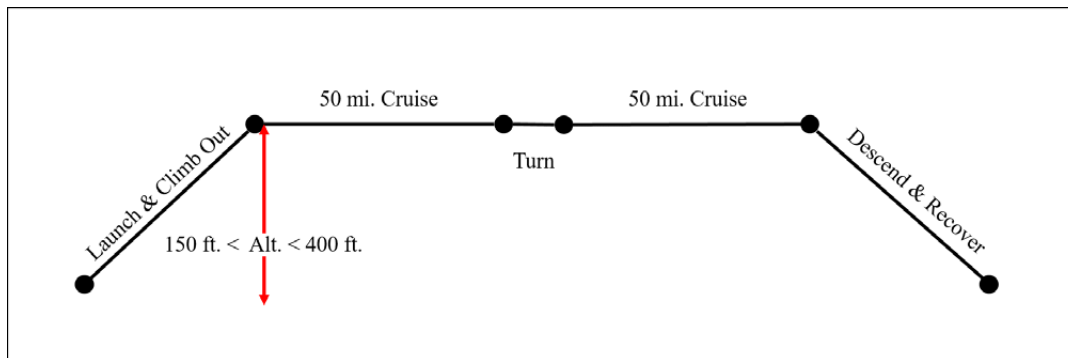 50 mi. Cruise
50 mi. Cruise
Launch & Climb Out
Turn
Descend & Recover
150 ft. < Alt. < 400 ft.